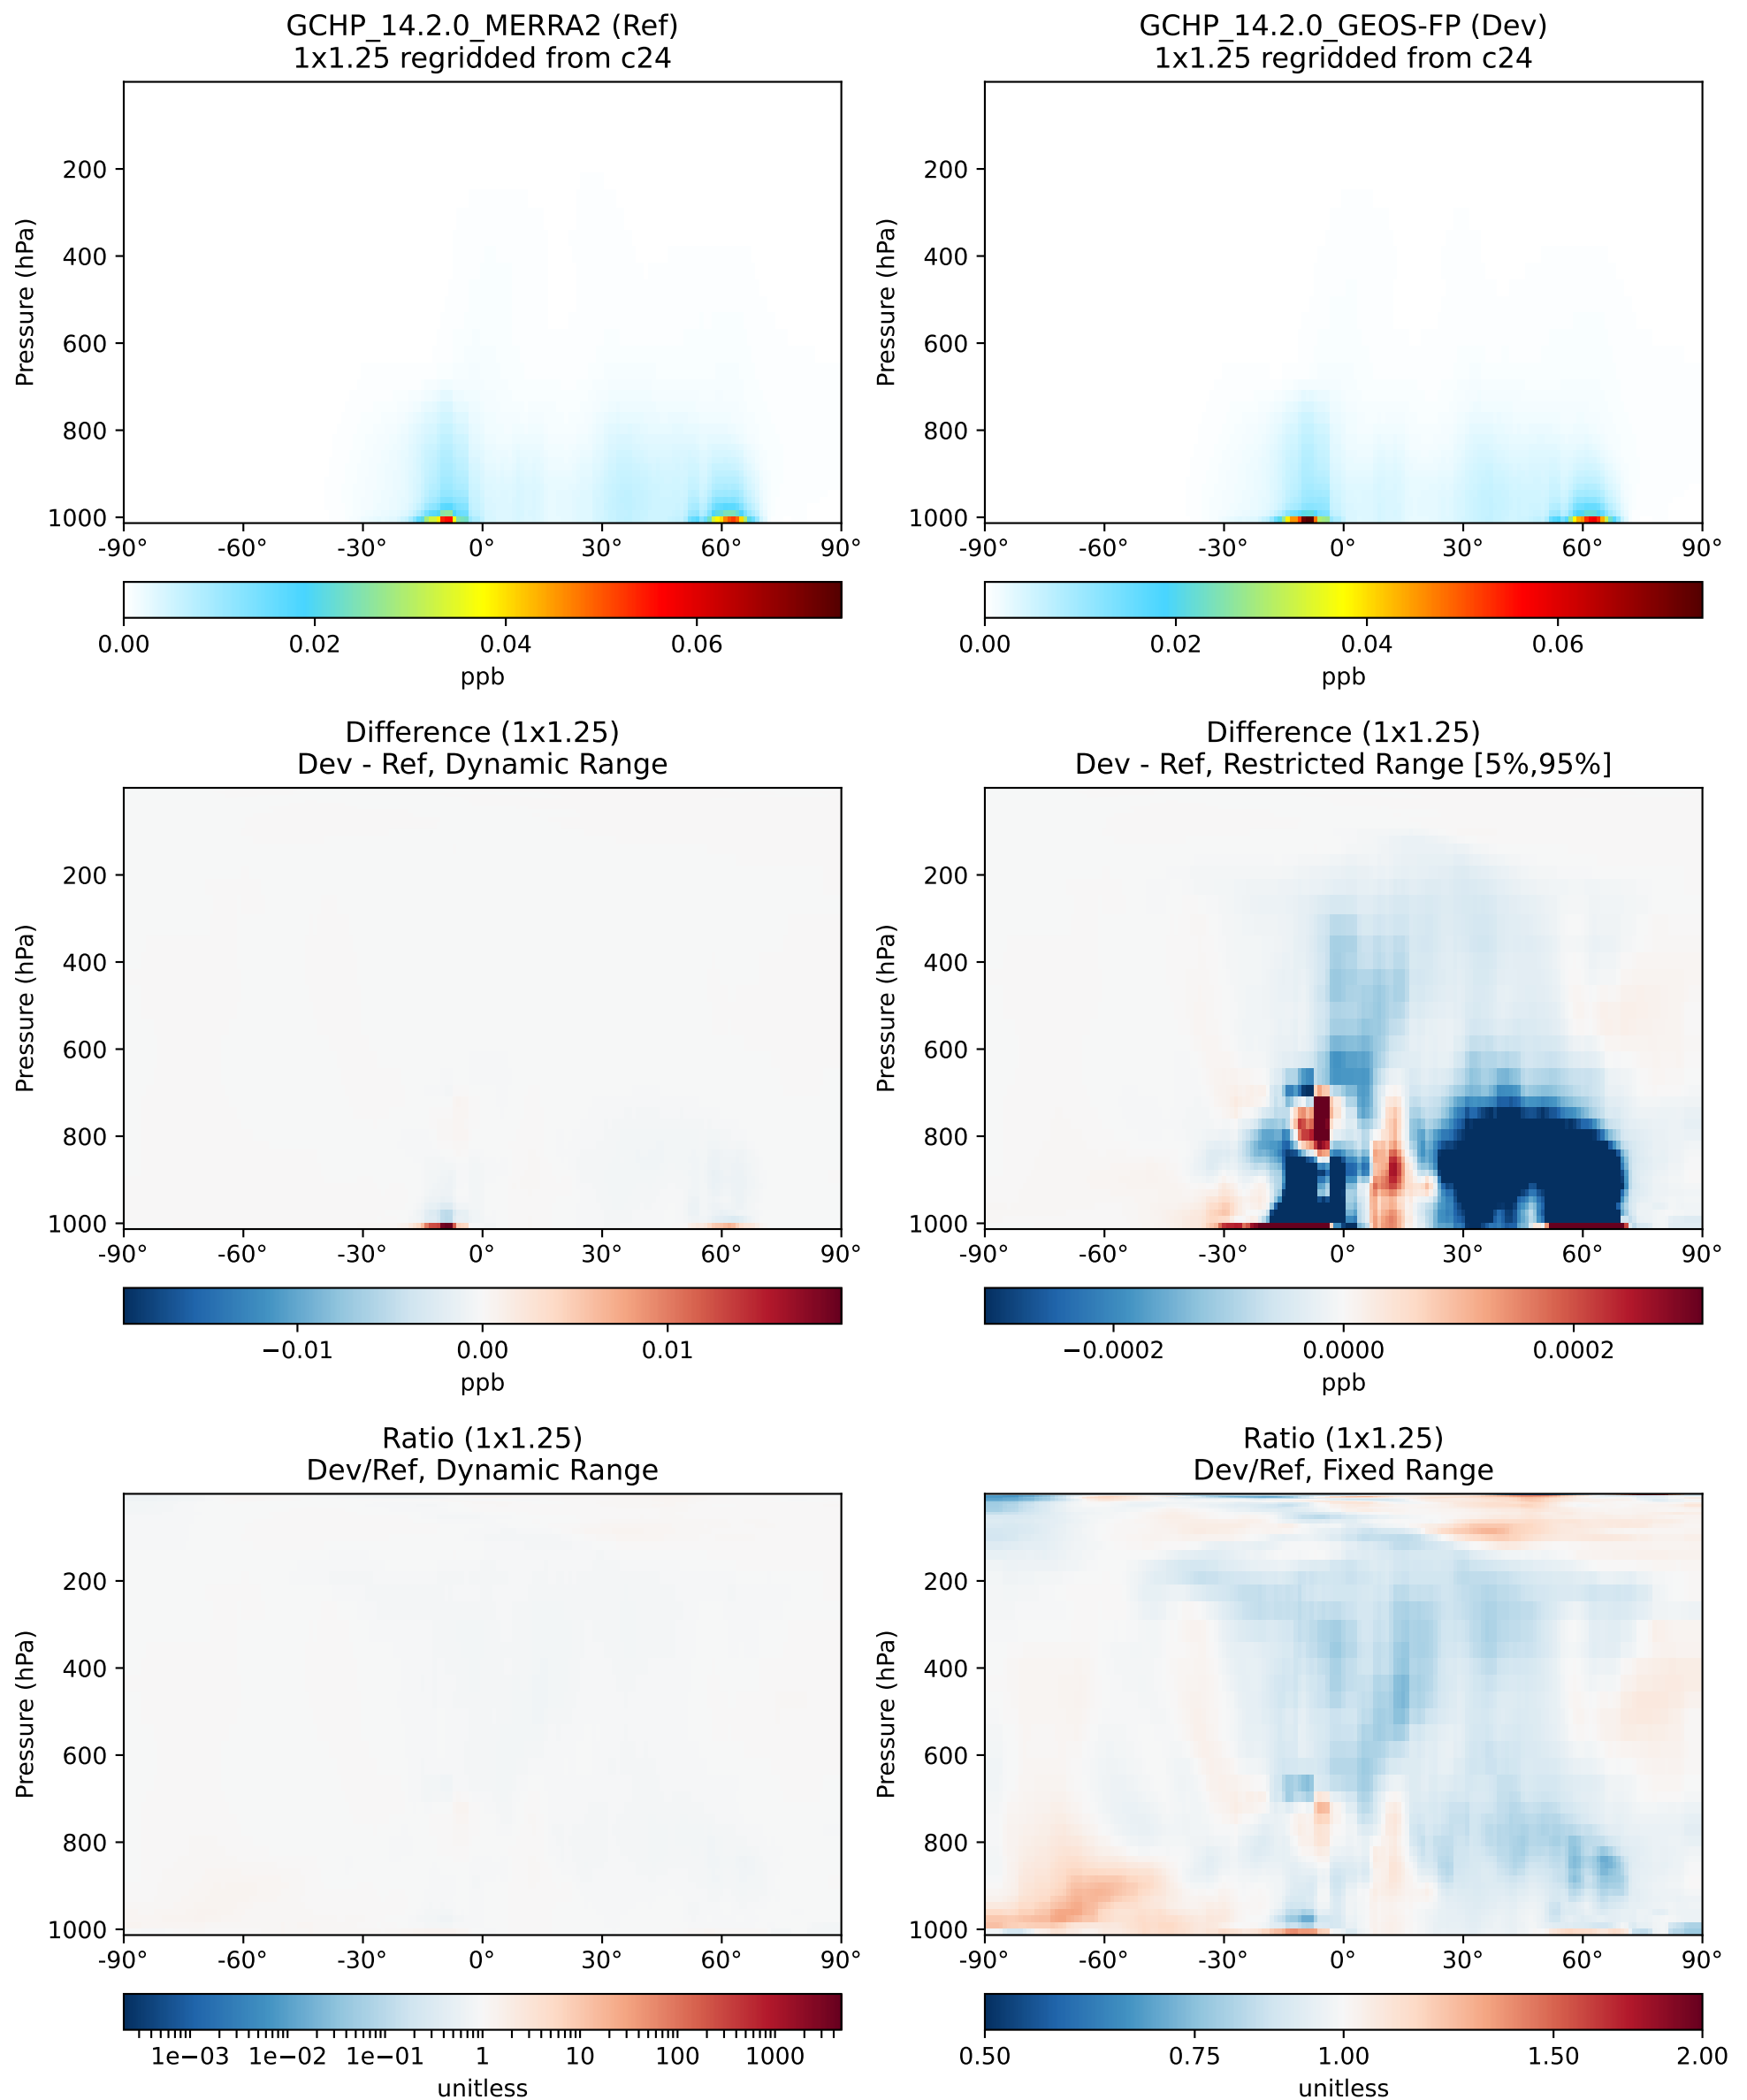 GCHP_14.2.0_MERRA2 (Ref)
1x1.25 regridded from c24
Pressure (hPa)
200
400
600
800
1000
-90° -60° -30° 0° 30° 60° 90°
0.00 0.02 0.04 0.06
ppb
GCHP_14.2.0_GEOS-FP (Dev)
1x1.25 regridded from c24
Pressure (hPa)
200
400
600
800
1000
-90° -60° -30° 0° 30° 60° 90°
0.00 0.02 0.04 0.06
ppb
Difference (1x1.25)
Dev - Ref, Dynamic Range
Pressure (hPa)
200
400
600
800
1000
-90° -60° -30° 0° 30° 60° 90°
−0.01 0.00 0.01
ppb
Difference (1x1.25)
Dev - Ref, Restricted Range [5%,95%]
Pressure (hPa)
200
400
600
800
1000
-90° -60° -30° 0° 30° 60° 90°
−0.0002 0.0000 0.0002
ppb
Ratio (1x1.25)
Dev/Ref, Dynamic Range
Pressure (hPa)
200
400
600
800
1000
-90° -60° -30° 0° 30° 60° 90°
1e−03 1e−02 1e−01 1 10 100 1000
unitless
Ratio (1x1.25)
Dev/Ref, Fixed Range
Pressure (hPa)
200
400
600
800
1000
-90° -60° -30° 0° 30° 60° 90°
0.50 0.75 1.00 1.50 2.00
unitless